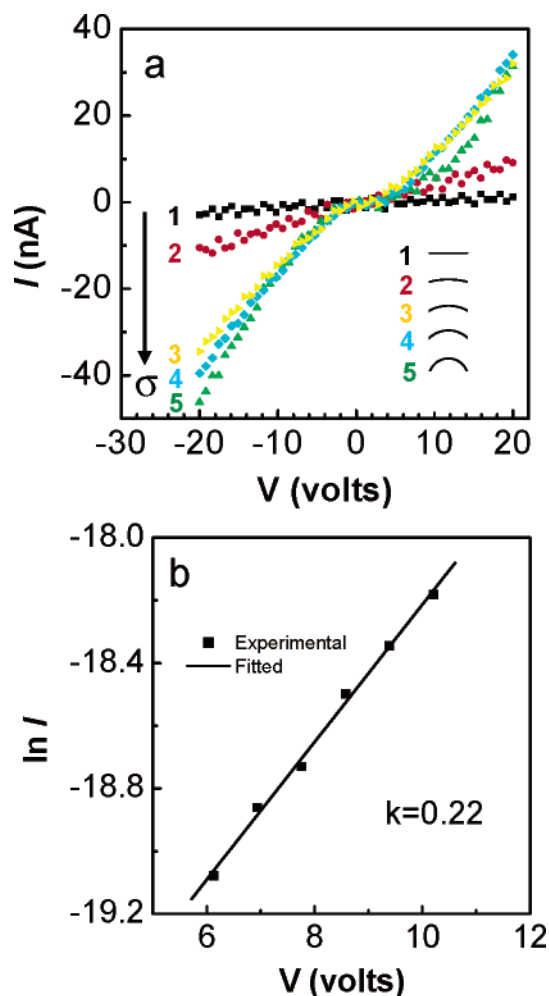 a
40
20
0
-20
-40
-30 -20 -10 0 10 20
I (nA)
V (volts)
1
2
3
4
5
σ
1
2
3
4
5
b
-18.0
-18.4
-18.8
-19.2
6 8 10 12
ln I
V (volts)
Experimental
Fitted
k=0.22